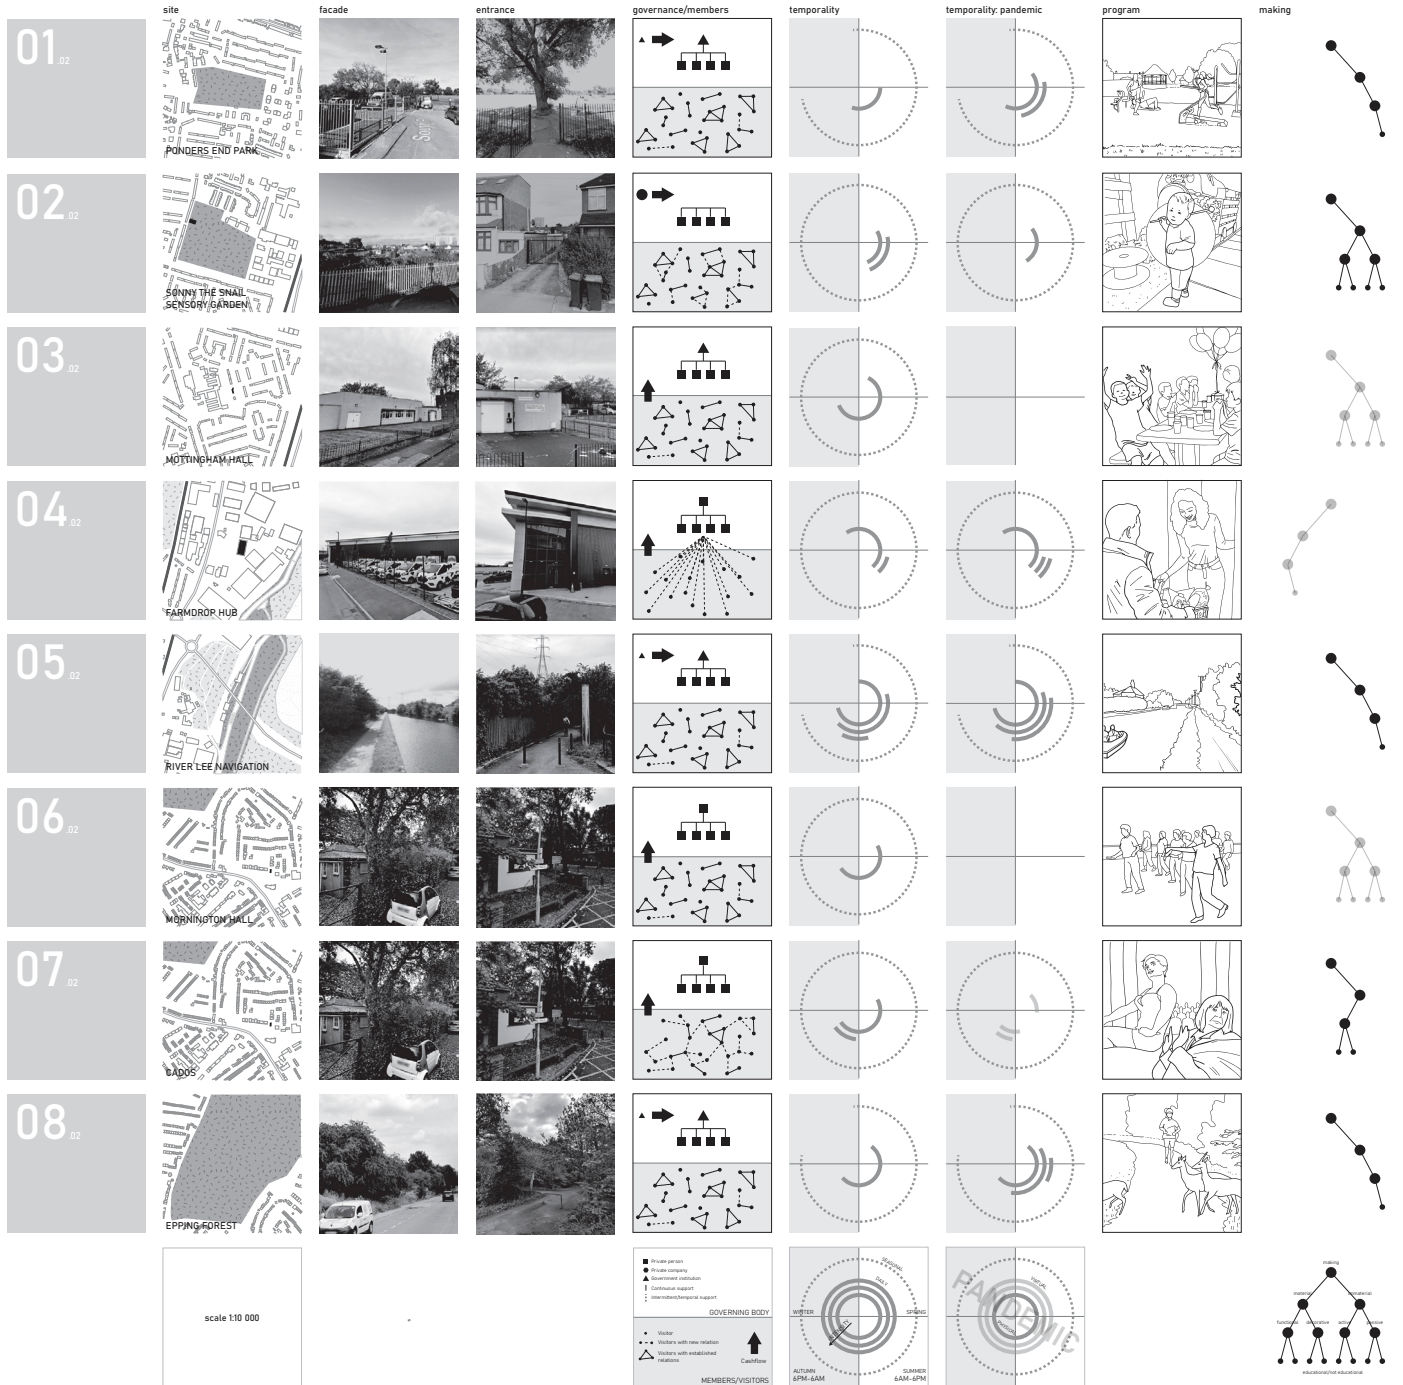 site facade entrance governance/members temporality temporality: pandemic program making
01.02
PONDERS END PARK
02.02
SONNY THE SNAIL
SENSORY GARDEN
03.02
MOTTINGHAM HALL
04.02
FARMDROP HUB
05.02
RIVER LEE NAVIGATION
06.02
MORNINGTON HALL
07.02
CADOS
08.02
EPPING FOREST
scale 1:10 000
Private person
Private company
Government institution
Continuous support
Intermittent/temporal support
GOVERNING BODY
Visitor
Visitors with new relation
Visitors with established
relations
Cashflow
MEMBERS/VISITORS
SEASONAL
DAILY
WINTER
SPRING
AUTUMN
6PM-6AM
SUMMER
6AM-6PM
PANDEMIC
VIRTUAL
PHYSICAL
making
material immaterial
functional decorative active passive
educational/not educational